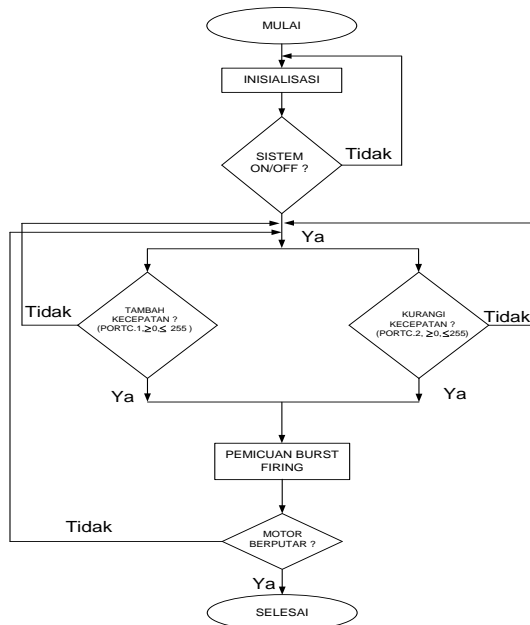 MULAI
INISIALISASI
SISTEM
ON/OFF ?
Tidak
Ya
TAMBAH
KECEPATAN ?
(PORTC.1,≥0,≤ 255 )
Tidak
KURANGI
KECEPATAN ?
(PORTC.2, ≥0,≤255)
Tidak
Ya
Ya
PEMICUAN BURST
FIRING
MOTOR
BERPUTAR ?
Tidak
Ya
SELESAI